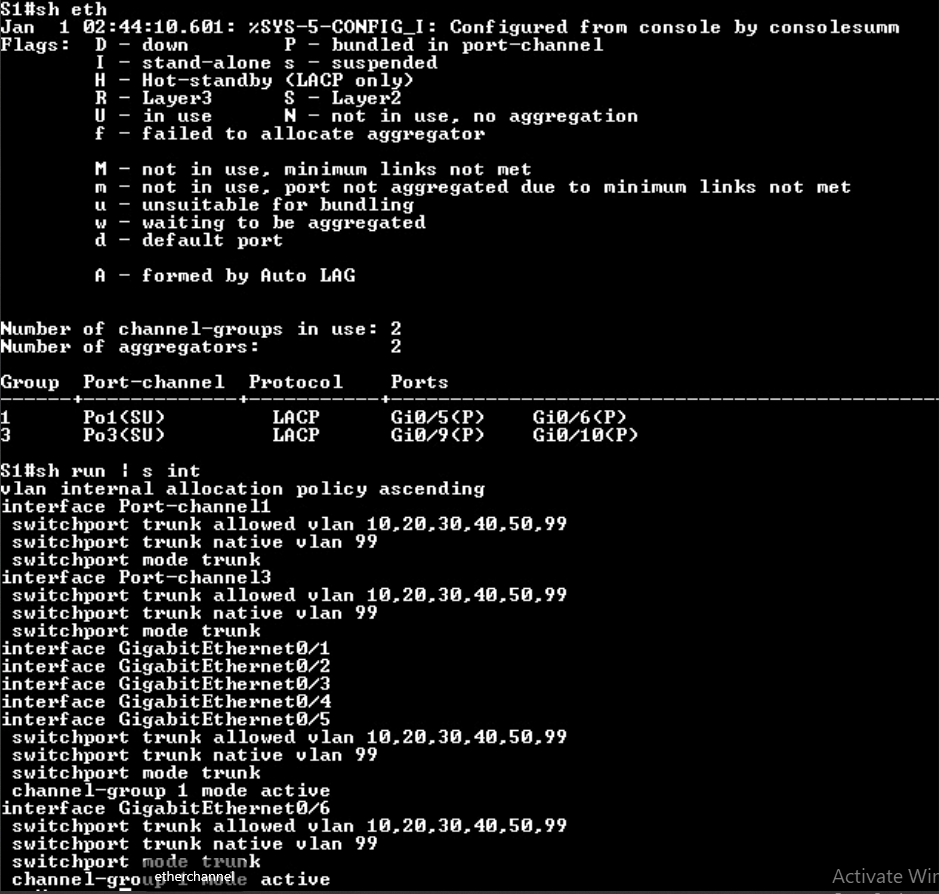 S1#sh eth
Jan  1 02:44:10.601: %SYS-5-CONFIG_I: Configured from console by consolesumm
Flags:  D - down        P - bundled in port-channel
        I - stand-alone s - suspended
        H - Hot-standby (LACP only)
        R - Layer3      S - Layer2
        U - in use      N - not in use, no aggregation
        f - failed to allocate aggregator

        M - not in use, minimum links not met
        m - not in use, port not aggregated due to minimum links not met
        u - unsuitable for bundling
        w - waiting to be aggregated
        d - default port

        A - formed by Auto LAG

Number of channel-groups in use: 2
Number of aggregators:           2

Group  Port-channel  Protocol    Ports
------+-------------+-----------+-----------------------------------------------
1      Po1(SU)         LACP      Gi0/5(P)    Gi0/6(P)
3      Po3(SU)         LACP      Gi0/9(P)    Gi0/10(P)

S1#sh run | s int
vlan internal allocation policy ascending
interface Port-channel1
 switchport trunk allowed vlan 10,20,30,40,50,99
 switchport trunk native vlan 99
 switchport mode trunk
interface Port-channel3
 switchport trunk allowed vlan 10,20,30,40,50,99
 switchport trunk native vlan 99
 switchport mode trunk
interface GigabitEthernet0/1
interface GigabitEthernet0/2
interface GigabitEthernet0/3
interface GigabitEthernet0/4
interface GigabitEthernet0/5
 switchport trunk allowed vlan 10,20,30,40,50,99
 switchport trunk native vlan 99
 switchport mode trunk
 channel-group 1 mode active
interface GigabitEthernet0/6
 switchport trunk allowed vlan 10,20,30,40,50,99
 switchport trunk native vlan 99
 switchport mode trunk
 channel-group 1 mode active
etherchannel
Activate Win